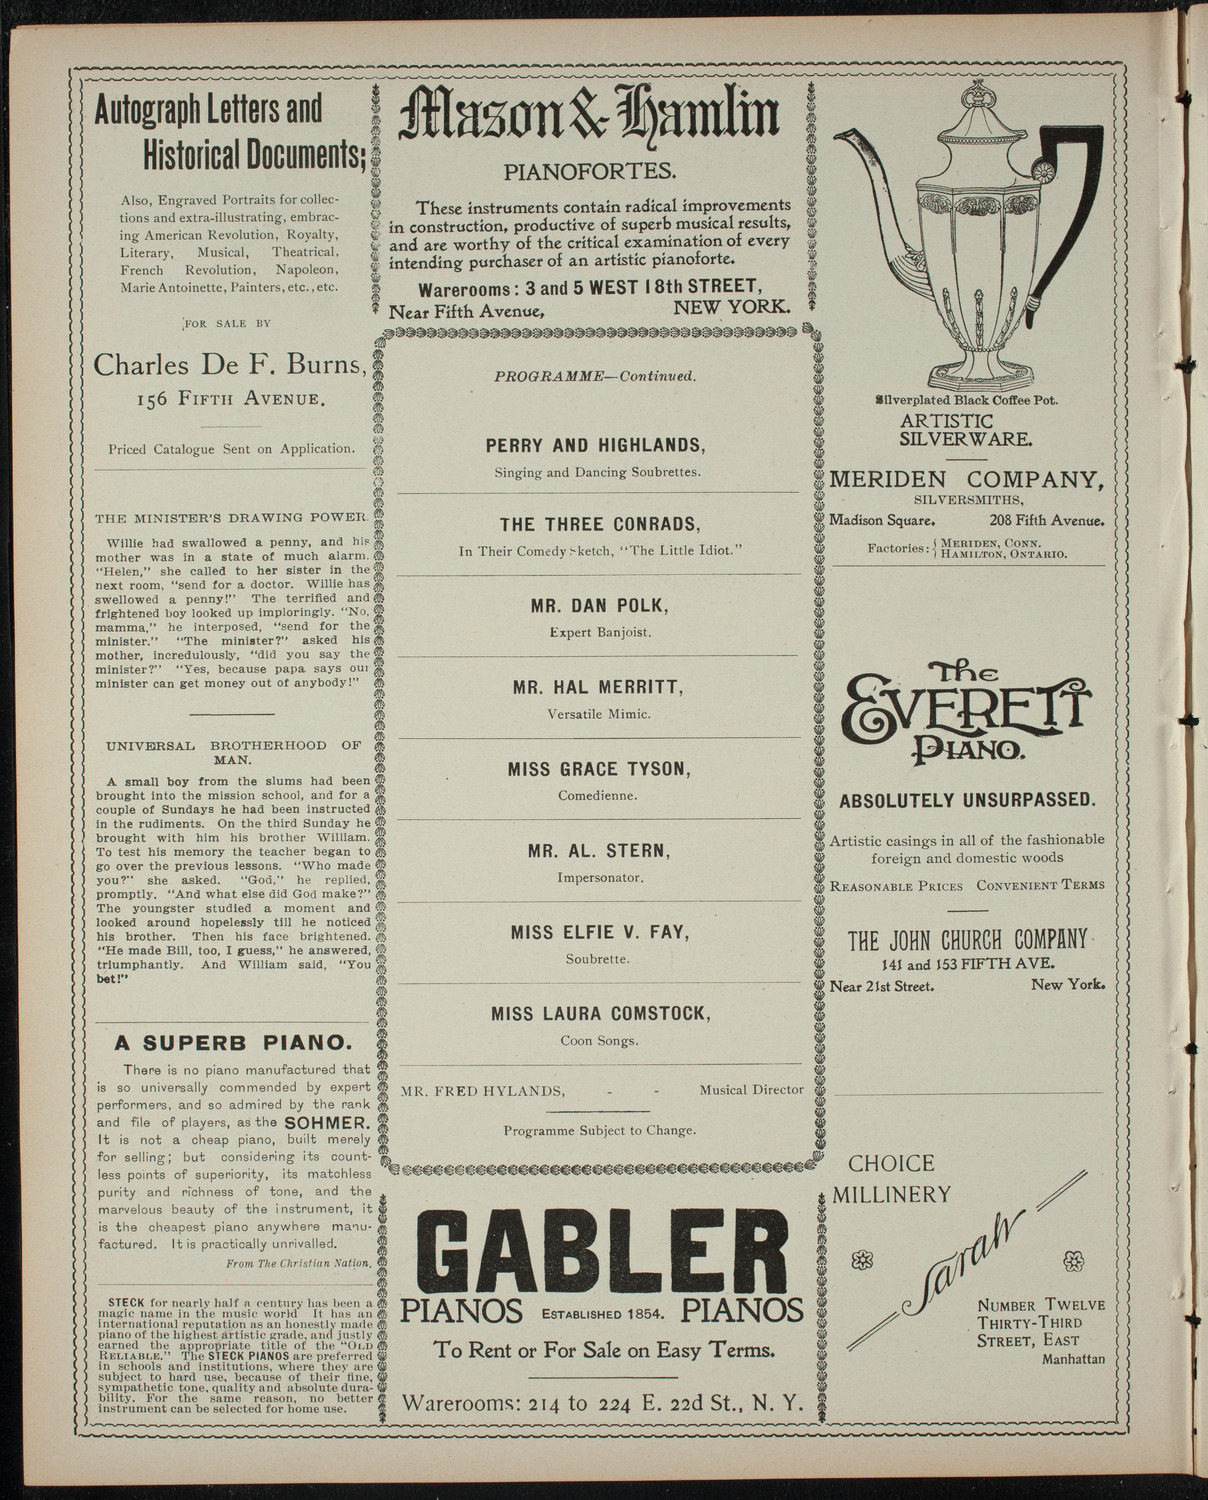 Autograph Letters and
Historical Documents;
Also, Engraved Portraits for collec-
tions and extra-illustrating, embrac-
ing American Revolution, Royalty,
Literary, Musical, Theatrical,
French Revolution, Napoleon,
Marie Antoinette, Painters, etc., etc.
FOR SALE BY
Charles De F. Burns,
156 FIFTH AVENUE.
Priced Catalogue Sent on Application.
THE MINISTER'S DRAWING POWER.
Willie had swallowed a penny, and his
mother was in a state of much alarm.
"Helen," she called to her sister in the
next room, "send for a doctor. Willie has
swellowed a penny!" The terrified and
frightened boy looked up imploringly. "No,
mamma," he interposed, "send for the
minister." "The minister?" asked his
mother, incredulously, "did you say the
minister?" "Yes, because papa says our
minister can get money out of anybody!"
UNIVERSAL BROTHERHOOD OF
MAN.
A small boy from the slums had been
brought into the mission school, and for a
couple of Sundays he had been instructed
in the rudiments. On the third Sunday he
brought with him his brother William.
To test his memory the teacher began to
go over the previous lessons. "Who made
you?" she asked. "God," he replied,
promptly. "And what else did God make?"
The youngster studied a moment and
looked around hopelessly till he noticed
his brother. Then his face brightened.
"He made Bill, too, I guess," he answered,
triumphantly. And William said, "You
bet!"
A SUPERB PIANO.
There is no piano manufactured that
is so universally commended by expert
performers, and so admired by the rank
and file of players, as the SOHMER.
It is not a cheap piano, built merely
for selling; but considering its count-
less points of superiority, its matchless
purity and richness of tone, and the
marvelous beauty of the instrument, it
is the cheapest piano anywhere manu-
factured. It is practically unrivalled.
From The Christian Nation.
STECK for nearly half a century has been a
magic name in the music world It has an
international reputation as an honestly made
piano of the highest artistic grade, and justly
earned the appropriate title of the "OLD
RELIABLE." The STECK PIANOS are preferred
in schools and institutions, where they are
subject to hard use, because of their fine,
sympathetic tone, quality and absolute dura-
bility. For the same reason, no better
instrument can be selected for home use.
Mason & Hamlin
PIANOFORTES.
These instruments contain radical improvements
in construction, productive of superb musical results,
and are worthy of the critical examination of every
intending purchaser of an artistic pianoforte.
Warerooms: 3 and 5 WEST 18th STREET,
Near Fifth Avenue, NEW YORK.
PROGRAMME—Continued.
PERRY AND HIGHLANDS,
Singing and Dancing Soubrettes.
THE THREE CONRADS,
In Their Comedy Sketch, "The Little Idiot."
MR. DAN POLK,
Expert Banjoist.
MR. HAL MERRITT,
Versatile Mimic.
MISS GRACE TYSON,
Comedienne.
MR. AL. STERN,
Impersonator.
MISS ELFIE V. FAY,
Soubrette.
MISS LAURA COMSTOCK,
Coon Songs.
MR. FRED HYLANDS, - - Musical Director
Programme Subject to Change.
GABLER
PIANOS ESTABLISHED 1854. PIANOS
To Rent or For Sale on Easy Terms.
Warerooms: 214 to 224 E. 22d St., N. Y.
Silverplated Black Coffee Pot.
ARTISTIC
SILVERWARE.
MERIDEN COMPANY,
SILVERSMITHS,
Madison Square. 208 Fifth Avenue.
Factories: { MERIDEN, CONN.
{ HAMILTON, ONTARIO.
The
EVERETT
PIANO.
ABSOLUTELY UNSURPASSED.
Artistic casings in all of the fashionable
foreign and domestic woods
REASONABLE PRICES CONVENIENT TERMS
THE JOHN CHURCH COMPANY
141 and 153 FIFTH AVE.
Near 21st Street. New York.
CHOICE
MILLINERY
Sarah
NUMBER TWELVE
THIRTY-THIRD
STREET, EAST
Manhattan